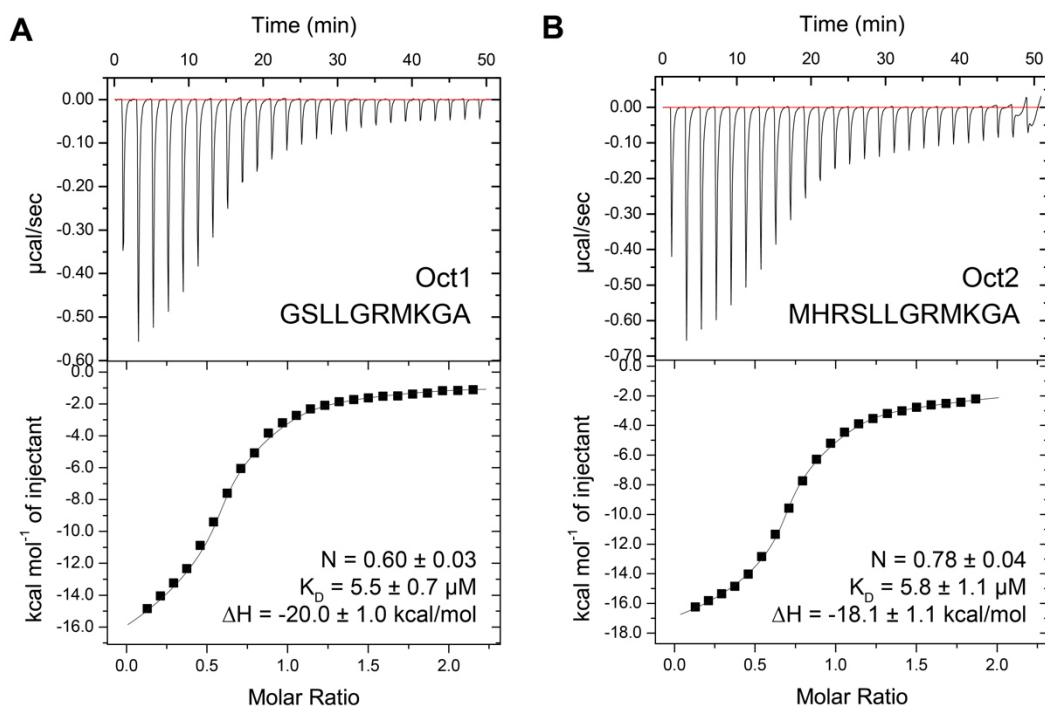 A
Time (min)
0 10 20 30 40 50
0.00
-0.10
-0.20
-0.30
-0.40
-0.50
-0.60
µcal/sec
Oct1
GSLLGRMKGA
0.0
-2.0
-4.0
-6.0
-8.0
-10.0
-12.0
-14.0
-16.0
kcal mol⁻¹ of injectant
N = 0.60 ± 0.03
K_D = 5.5 ± 0.7 µM
ΔH = -20.0 ± 1.0 kcal/mol
0.0 0.5 1.0 1.5 2.0
Molar Ratio
B
Time (min)
0 10 20 30 40 50
0.00
-0.10
-0.20
-0.30
-0.40
-0.50
-0.60
-0.70
µcal/sec
Oct2
MHRSLLGRMKGA
0.0
-2.0
-4.0
-6.0
-8.0
-10.0
-12.0
-14.0
-16.0
-18.0
kcal mol⁻¹ of injectant
N = 0.78 ± 0.04
K_D = 5.8 ± 1.1 µM
ΔH = -18.1 ± 1.1 kcal/mol
0.0 0.5 1.0 1.5 2.0
Molar Ratio